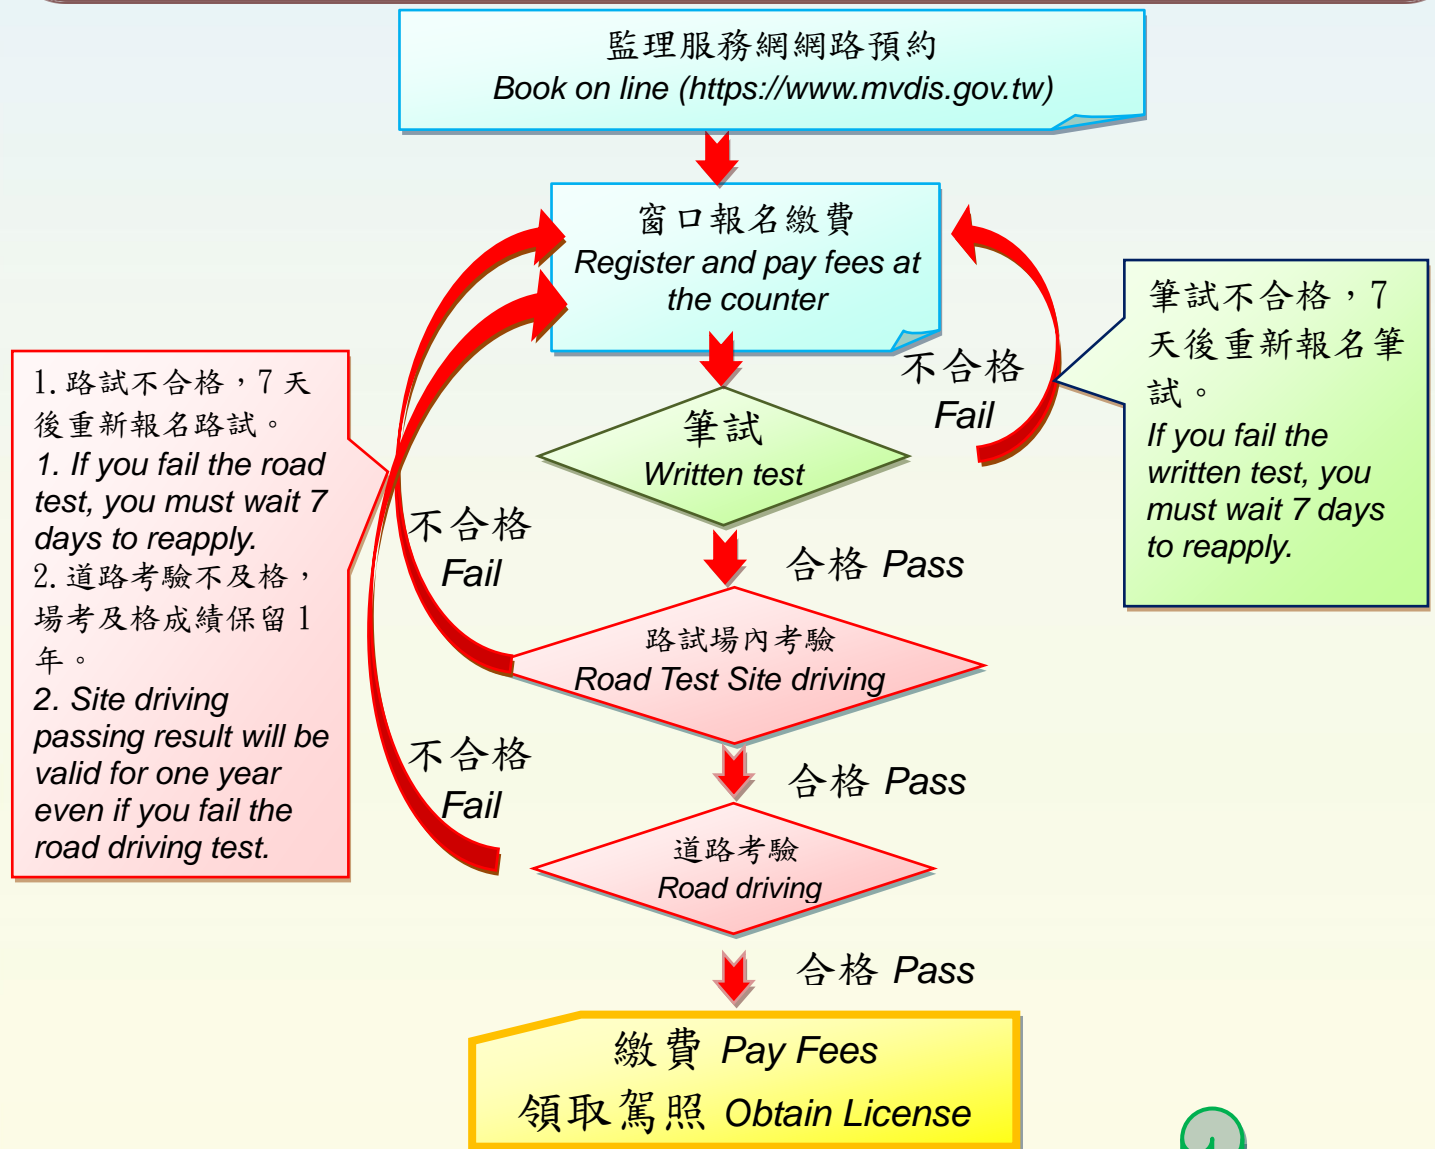 監理服務網網路預約
Book on line (https://www.mvdis.gov.tw)
窗口報名繳費
Register and pay fees at
the counter
筆試不合格，7
天後重新報名筆
試。
If you fail the
written test, you
must wait 7 days
to reapply.
不合格
Fail
1.路試不合格，7 天
後重新報名路試。
1. If you fail the road
test, you must wait 7
days to reapply.
2.道路考驗不及格，
場考及格成績保留 1
年。
2. Site driving
passing result will be
valid for one year
even if you fail the
road driving test.
筆試
Written test
不合格
Fail
合格 Pass
路試場內考驗
Road Test Site driving
不合格
Fail
合格 Pass
道路考驗
Road driving
合格 Pass
繳費 Pay Fees
領取駕照 Obtain License